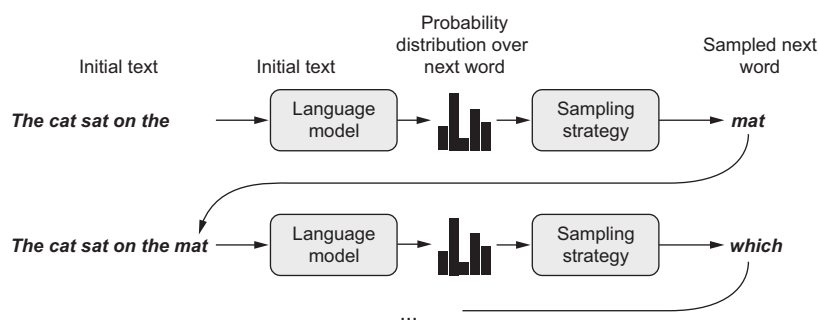 Probability
distribution over
next word
Sampled next
word
Initial text
Initial text
The cat sat on the
Language
model
Sampling
strategy
mat
The cat sat on the mat
Language
model
Sampling
strategy
which
...